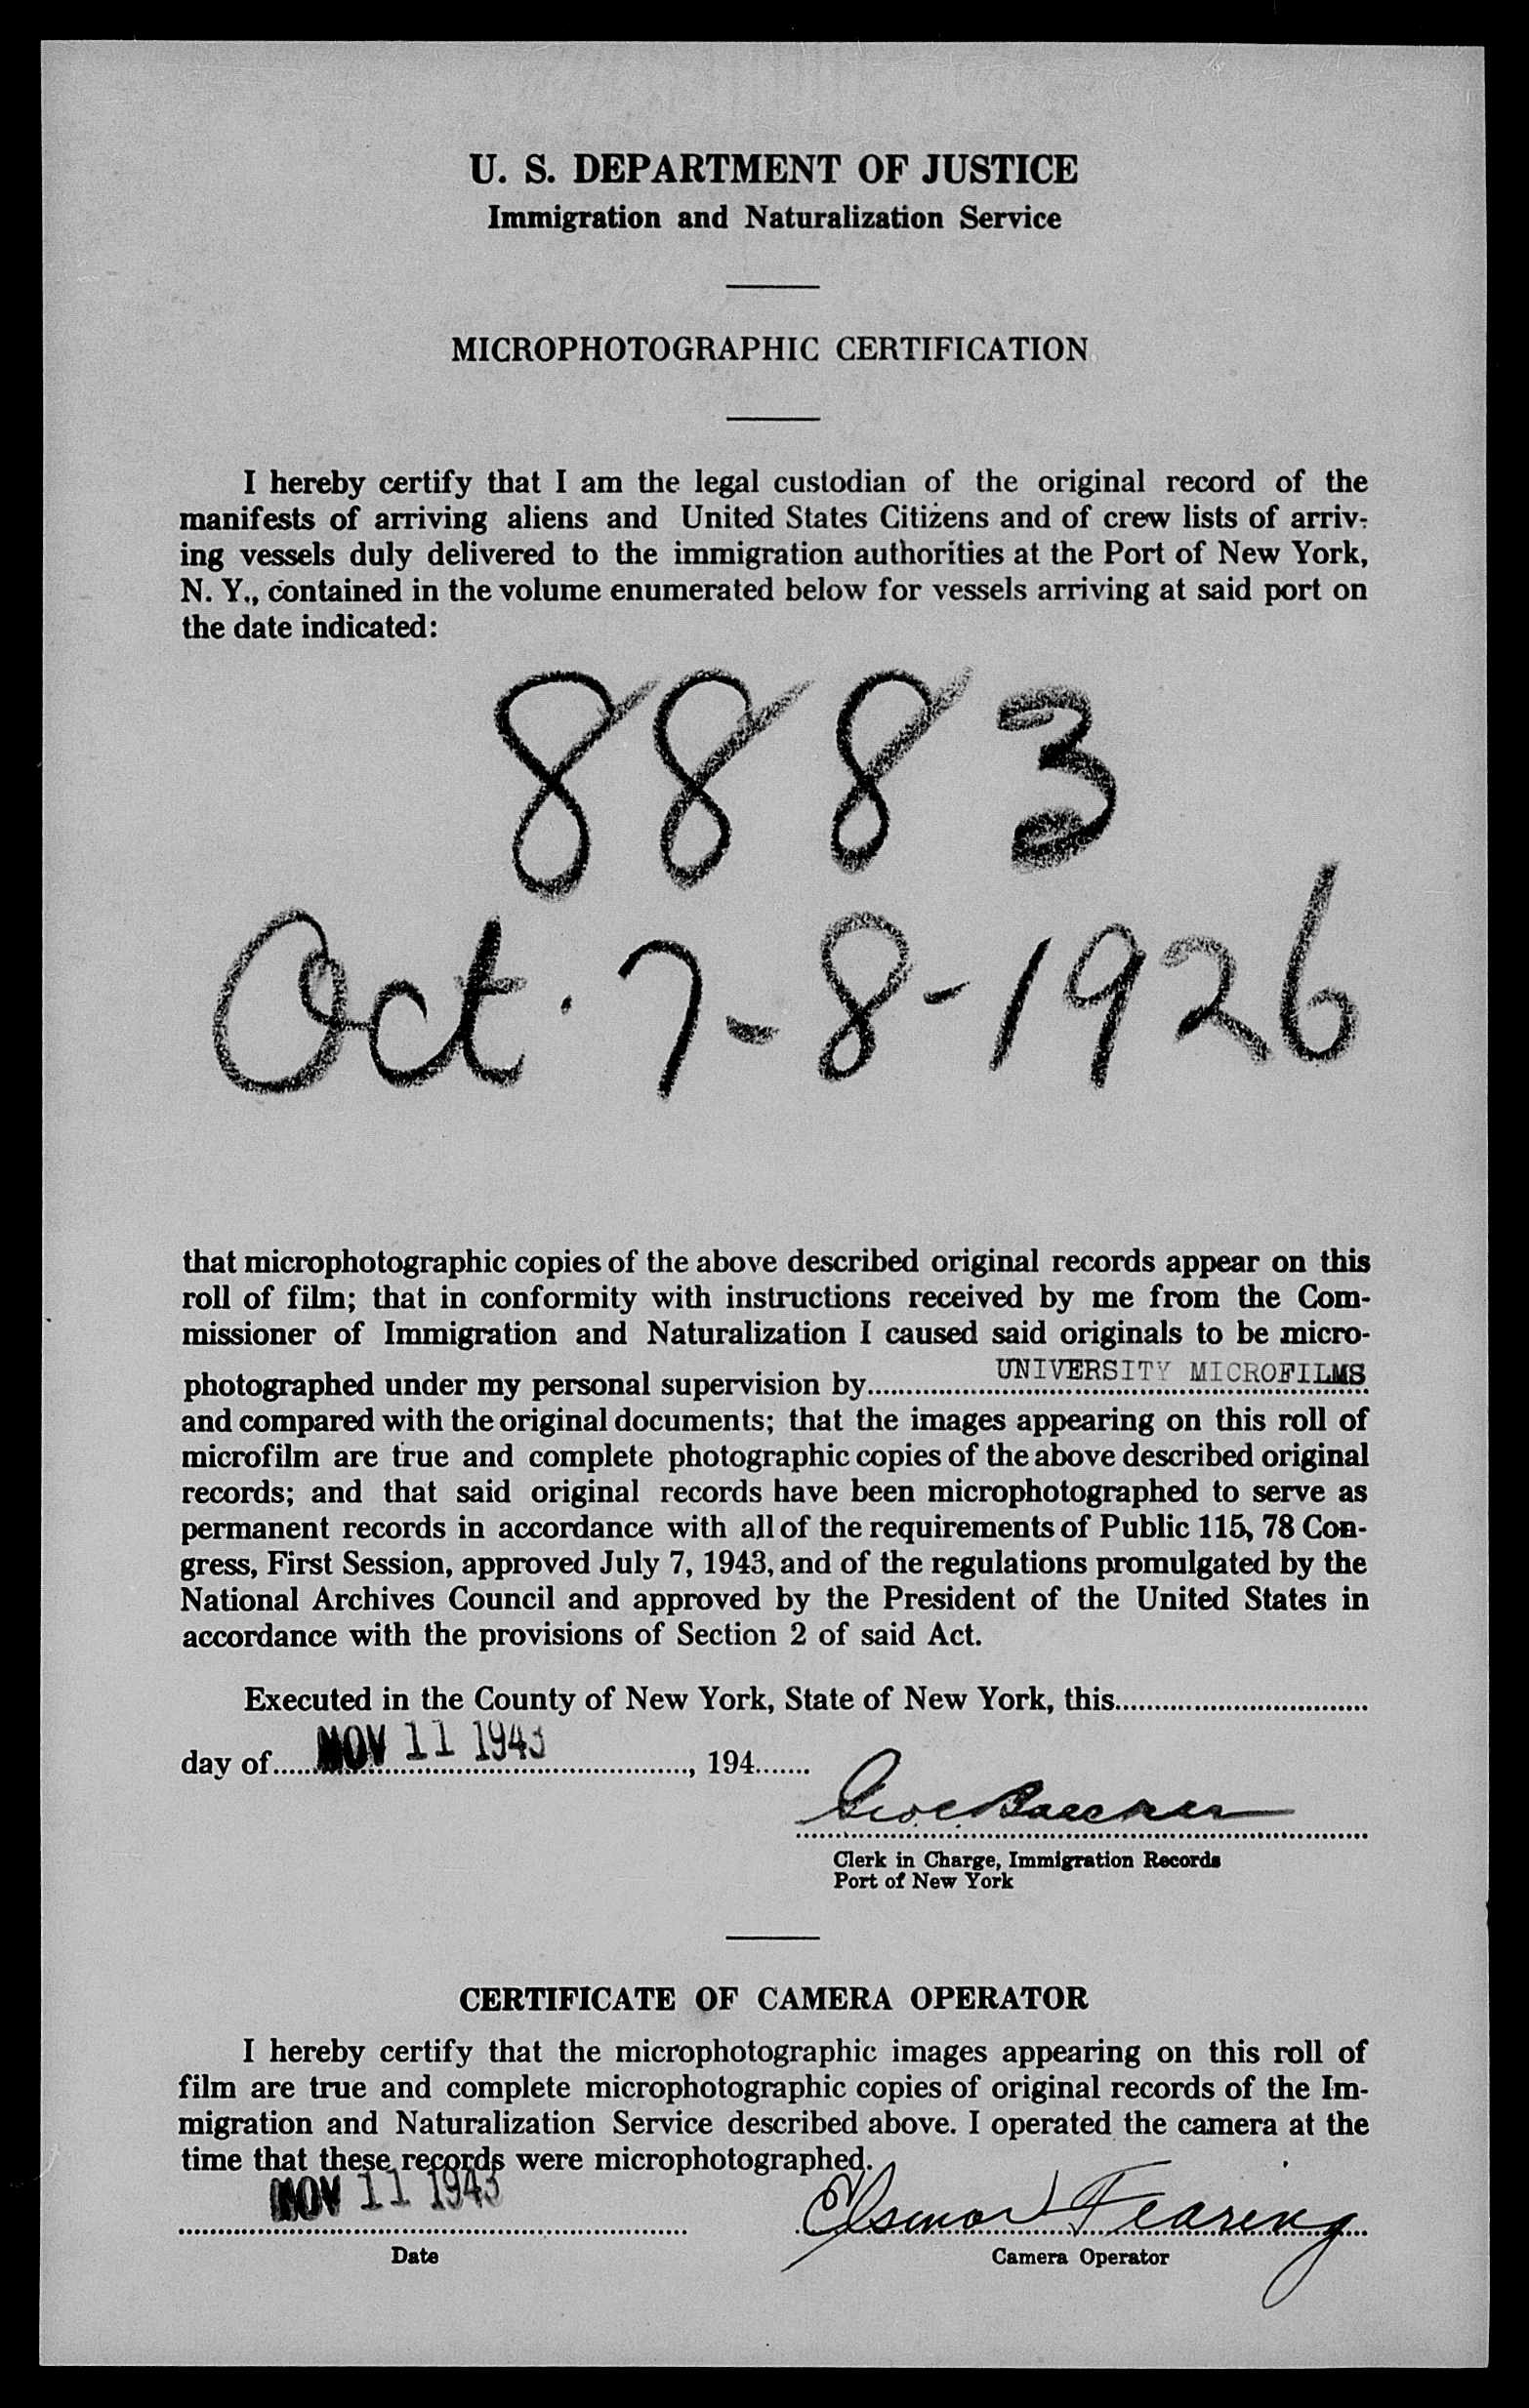 U. S. DEPARTMENT OF JUSTICE
Immigration and Naturalization Service
MICROPHOTOGRAPHIC CERTIFICATION
I hereby certify that I am the legal custodian of the original record of the
manifests of arriving aliens and United States Citizens and of crew lists of arriv-
ing vessels duly delivered to the immigration authorities at the Port of New York,
N. Y., contained in the volume enumerated below for vessels arriving at said port on
the date indicated:
8883
Oct. 7-8-1926
that microphotographic copies of the above described original records appear on this
roll of film; that in conformity with instructions received by me from the Com-
missioner of Immigration and Naturalization I caused said originals to be micro-
photographed under my personal supervision by UNIVERSITY MICROFILMS
and compared with the original documents; that the images appearing on this roll of
microfilm are true and complete photographic copies of the above described original
records; and that said original records have been microphotographed to serve as
permanent records in accordance with all of the requirements of Public 115, 78 Con-
gress, First Session, approved July 7, 1943, and of the regulations promulgated by the
National Archives Council and approved by the President of the United States in
accordance with the provisions of Section 2 of said Act.
Executed in the County of New York, State of New York, this
day of NOV 11 1943, 194
Clerk in Charge, Immigration Records
Port of New York
CERTIFICATE OF CAMERA OPERATOR
I hereby certify that the microphotographic images appearing on this roll of
film are true and complete microphotographic copies of original records of the Im-
migration and Naturalization Service described above. I operated the camera at the
time that these records were microphotographed.
NOV 11 1943 Fearing
Date Camera Operator